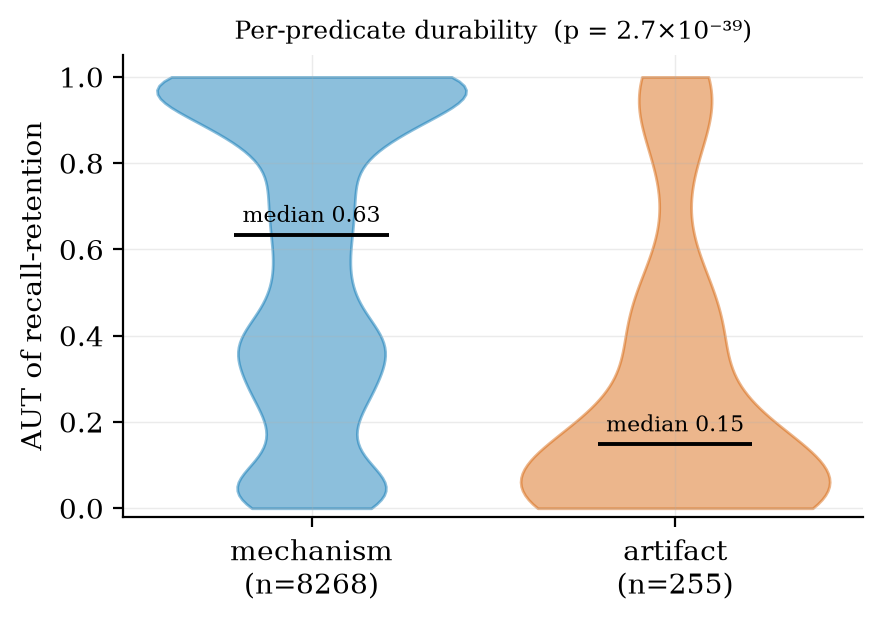 Per-predicate durability (p = 2.7×10⁻³⁹)
AUT of recall-retention
1.0
0.8
0.6
0.4
0.2
0.0
median 0.63
median 0.15
mechanism
(n=8268)
artifact
(n=255)